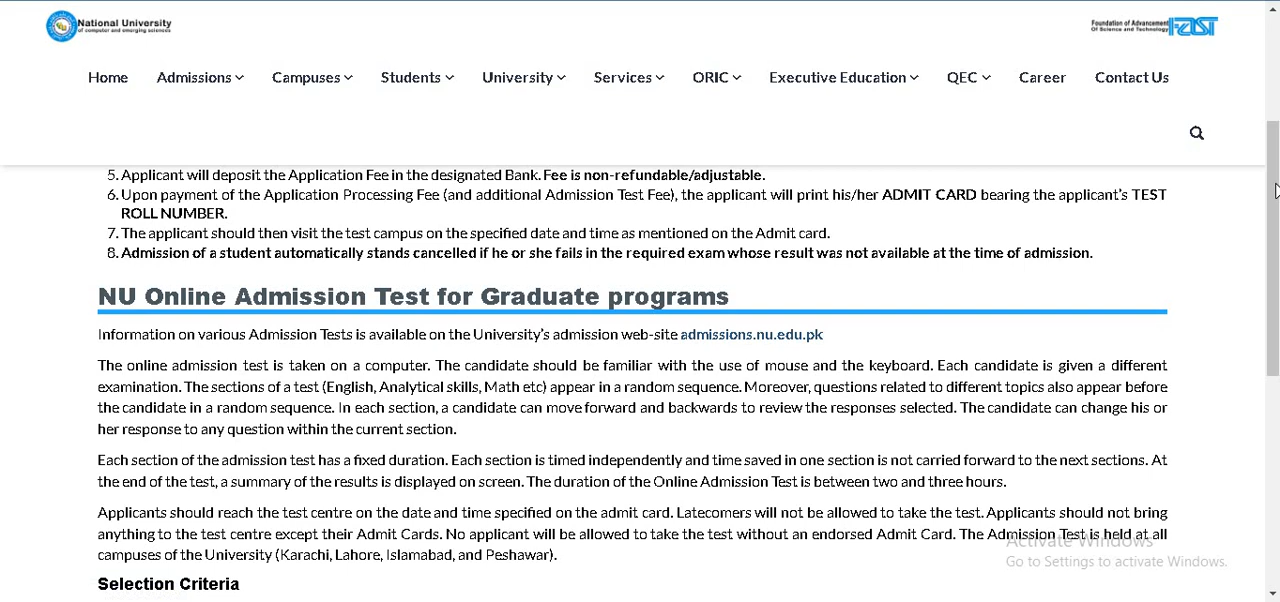 National University
of computer and emerging sciences
Foundation of Advancement
Of Science and Technology
FAST
Home Admissions Campuses Students University Services ORIC Executive Education QEC Career Contact Us
5. Applicant will deposit the Application Fee in the designated Bank. Fee is non-refundable/adjustable.
6. Upon payment of the Application Processing Fee (and additional Admission Test Fee), the applicant will print his/her ADMIT CARD bearing the applicant's TEST
ROLL NUMBER.
7. The applicant should then visit the test campus on the specified date and time as mentioned on the Admit card.
8. Admission of a student automatically stands cancelled if he or she fails in the required exam whose result was not available at the time of admission.
NU Online Admission Test for Graduate programs
Information on various Admission Tests is available on the University's admission web-site admissions.nu.edu.pk
The online admission test is taken on a computer. The candidate should be familiar with the use of mouse and the keyboard. Each candidate is given a different
examination. The sections of a test (English, Analytical skills, Math etc) appear in a random sequence. Moreover, questions related to different topics also appear before
the candidate in a random sequence. In each section, a candidate can move forward and backwards to review the responses selected. The candidate can change his or
her response to any question within the current section.
Each section of the admission test has a fixed duration. Each section is timed independently and time saved in one section is not carried forward to the next sections. At
the end of the test, a summary of the results is displayed on screen. The duration of the Online Admission Test is between two and three hours.
Applicants should reach the test centre on the date and time specified on the admit card. Latecomers will not be allowed to take the test. Applicants should not bring
anything to the test centre except their Admit Cards. No applicant will be allowed to take the test without an endorsed Admit Card. The Admission Test is held at all
campuses of the University (Karachi, Lahore, Islamabad, and Peshawar).
Activate Windows
Go to Settings to activate Windows.
Selection Criteria